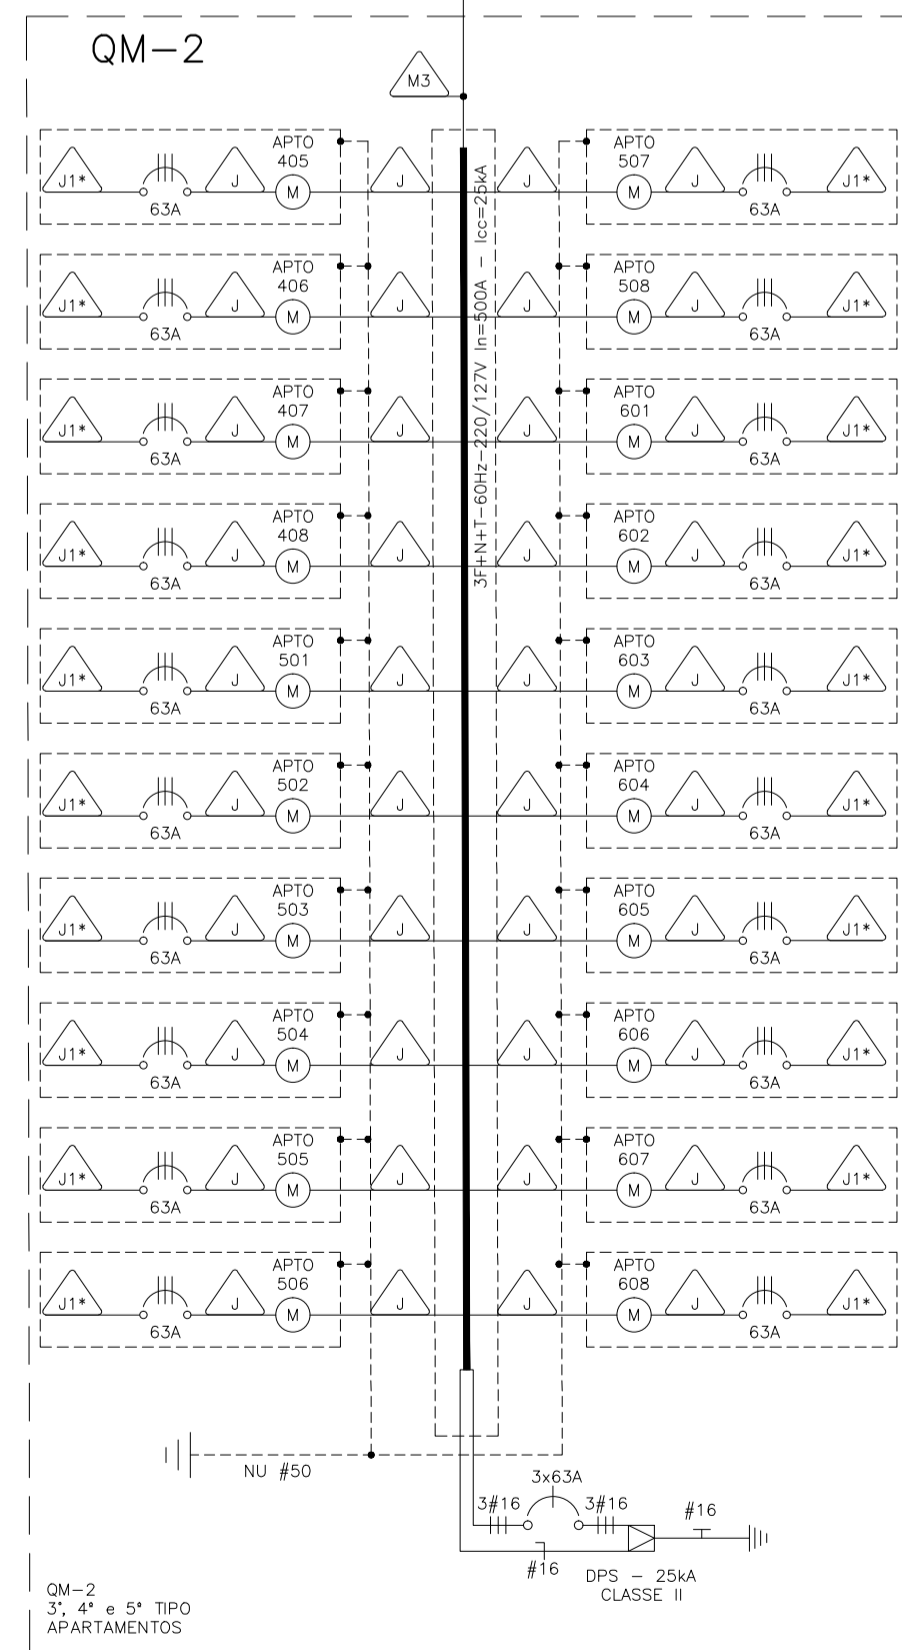 QM-2
M3
3F+N+T-60Hz-220/127V In=500A - Icc=25kA
J1* 63A J APTO 405 M J
J APTO 507 M J 63A J1*
J1* 63A J APTO 406 M J
J APTO 508 M J 63A J1*
J1* 63A J APTO 407 M J
J APTO 601 M J 63A J1*
J1* 63A J APTO 408 M J
J APTO 602 M J 63A J1*
J1* 63A J APTO 501 M J
J APTO 603 M J 63A J1*
J1* 63A J APTO 502 M J
J APTO 604 M J 63A J1*
J1* 63A J APTO 503 M J
J APTO 605 M J 63A J1*
J1* 63A J APTO 504 M J
J APTO 606 M J 63A J1*
J1* 63A J APTO 505 M J
J APTO 607 M J 63A J1*
J1* 63A J APTO 506 M J
J APTO 608 M J 63A J1*
NU #50
3x63A
3#16
3#16
#16
#16
DPS - 25kA
CLASSE II
QM-2
3°, 4° e 5° TIPO
APARTAMENTOS